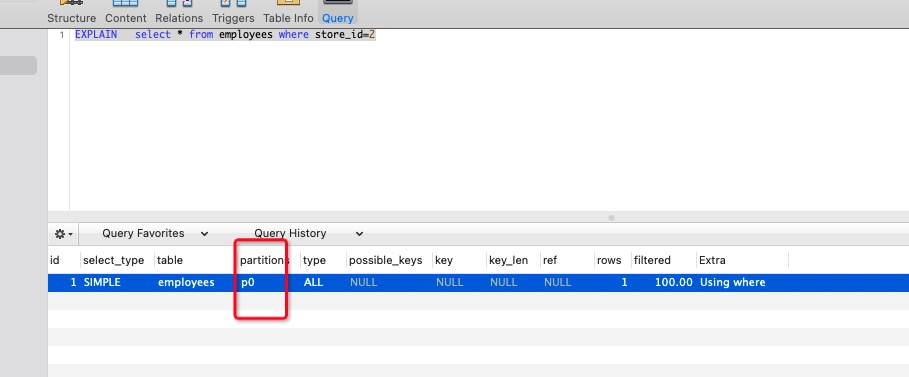 Structure Content Relations Triggers Table Info Query
1 EXPLAIN select * from employees where store_id=2
Query Favorites Query History
id select_type table partitions type possible_keys key key_len ref rows filtered Extra
1 SIMPLE employees p0 ALL NULL NULL NULL NULL 1 100.00 Using where